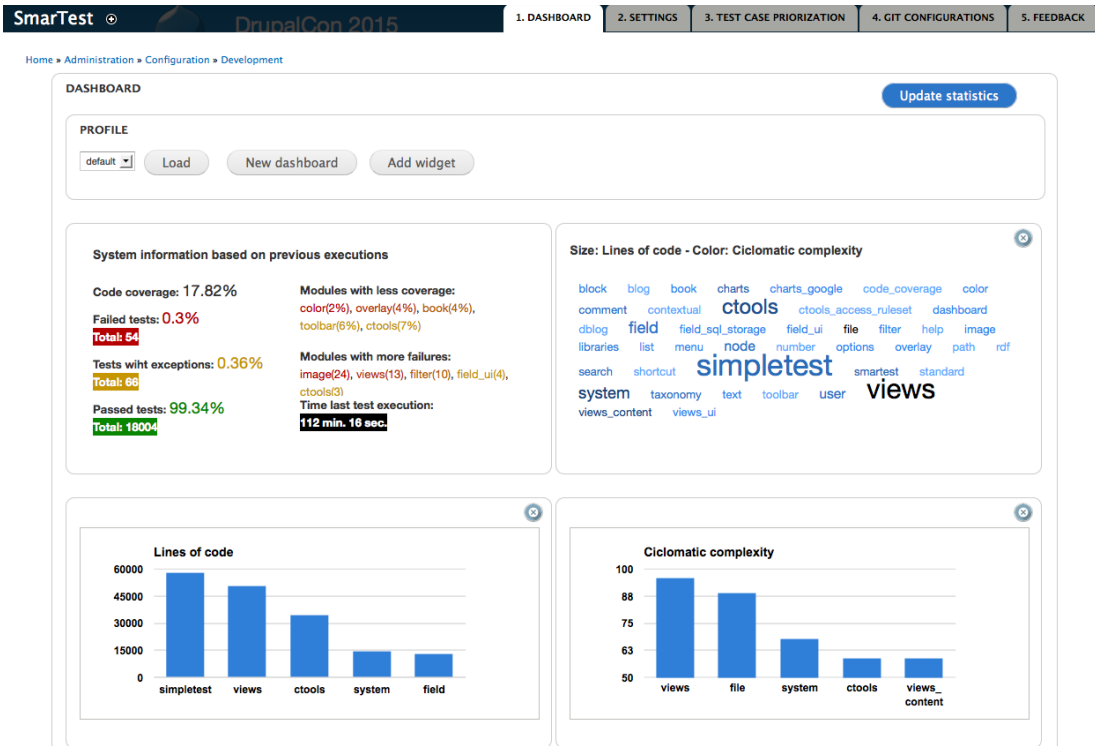 SmarTest
DrupalCon 2015
1. DASHBOARD
2. SETTINGS
3. TEST CASE PRIORIZATION
4. GIT CONFIGURATIONS
5. FEEDBACK
Home » Administration » Configuration » Development
DASHBOARD
Update statistics
PROFILE
default
Load
New dashboard
Add widget
System information based on previous executions
Code coverage: 17.82%
Failed tests: 0.3%
Total: 54
Tests wiht exceptions: 0.36%
Total: 66
Passed tests: 99.34%
Total: 18004
Modules with less coverage:
color(2%), overlay(4%), book(4%),
toolbar(6%), ctools(7%)
Modules with more failures:
image(24), views(13), filter(10), field_ui(4),
ctools(3)
Time last test execution:
112 min. 16 sec.
Size: Lines of code - Color: Ciclomatic complexity
block blog book charts charts_google code_coverage color
comment contextual ctools ctools_access_ruleset dashboard
dblog field field_sql_storage field_ui file filter help image
libraries list menu node number options overlay path rdf
search shortcut simpletest smartest standard
system taxonomy text toolbar user views
views_content views_ui
Lines of code
60000
45000
30000
15000
0
simpletest views ctools system field
Ciclomatic complexity
100
88
75
63
50
views file system ctools views_
content